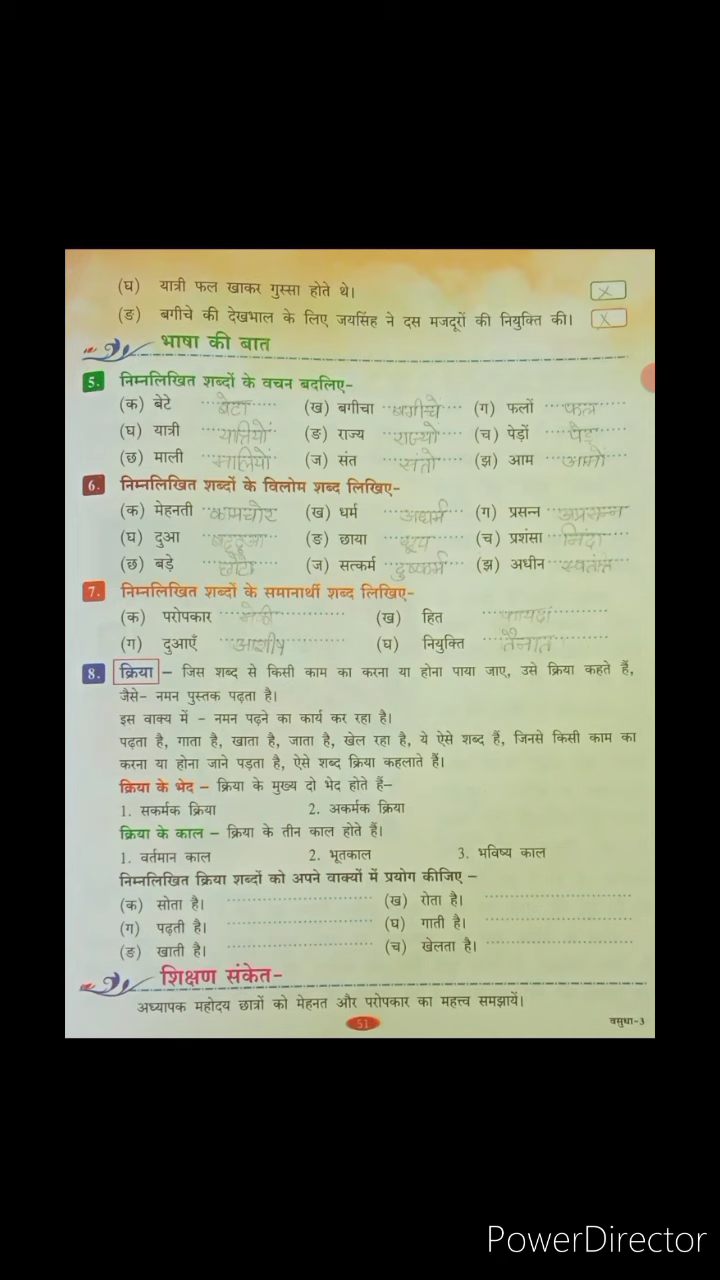 (घ) यात्री फल खाकर गुस्सा होते थे। X
(ङ) बगीचे की देखभाल के लिए जयसिंह ने दस मजदूरों की नियुक्ति की। X
भाषा की बात
5. निम्नलिखित शब्दों के वचन बदलिए-
(क) बेटे बेटा (ख) बगीचा बगीचे (ग) फलों फल
(घ) यात्री यात्रियों (ङ) राज्य राज्यो (च) पेड़ों पेड़
(छ) माली मालियों (ज) संत संतो (झ) आम आमो
6. निम्नलिखित शब्दों के विलोम शब्द लिखिए-
(क) मेहनती कामचोर (ख) धर्म अधर्म (ग) प्रसन्न अप्रसन्न
(घ) दुआ बद्दुआ (ङ) छाया धूप (च) प्रशंसा निंदा
(छ) बड़े छोटे (ज) सत्कर्म दुष्कर्म (झ) अधीन स्वतंत्र
7. निम्नलिखित शब्दों के समानार्थी शब्द लिखिए-
(क) परोपकार (ख) हित
(ग) दुआएँ आशीष (घ) नियुक्ति तैनात
8. क्रिया – जिस शब्द से किसी काम का करना या होना पाया जाए, उसे क्रिया कहते हैं,
जैसे– नमन पुस्तक पढ़ता है।
इस वाक्य में - नमन पढ़ने का कार्य कर रहा है।
पढ़ता है, गाता है, खाता है, जाता है, खेल रहा है, ये ऐसे शब्द हैं, जिनसे किसी काम का
करना या होना जाने पड़ता है, ऐसे शब्द क्रिया कहलाते हैं।
क्रिया के भेद – क्रिया के मुख्य दो भेद होते हैं–
1. सकर्मक क्रिया 2. अकर्मक क्रिया
क्रिया के काल – क्रिया के तीन काल होते हैं।
1. वर्तमान काल 2. भूतकाल 3. भविष्य काल
निम्नलिखित क्रिया शब्दों को अपने वाक्यों में प्रयोग कीजिए –
(क) सोता है। (ख) रोता है।
(ग) पढ़ती है। (घ) गाती है।
(ङ) खाती है। (च) खेलता है।
शिक्षण संकेत-
अध्यापक महोदय छात्रों को मेहनत और परोपकार का महत्त्व समझायें।
51
वसुधा-3
PowerDirector